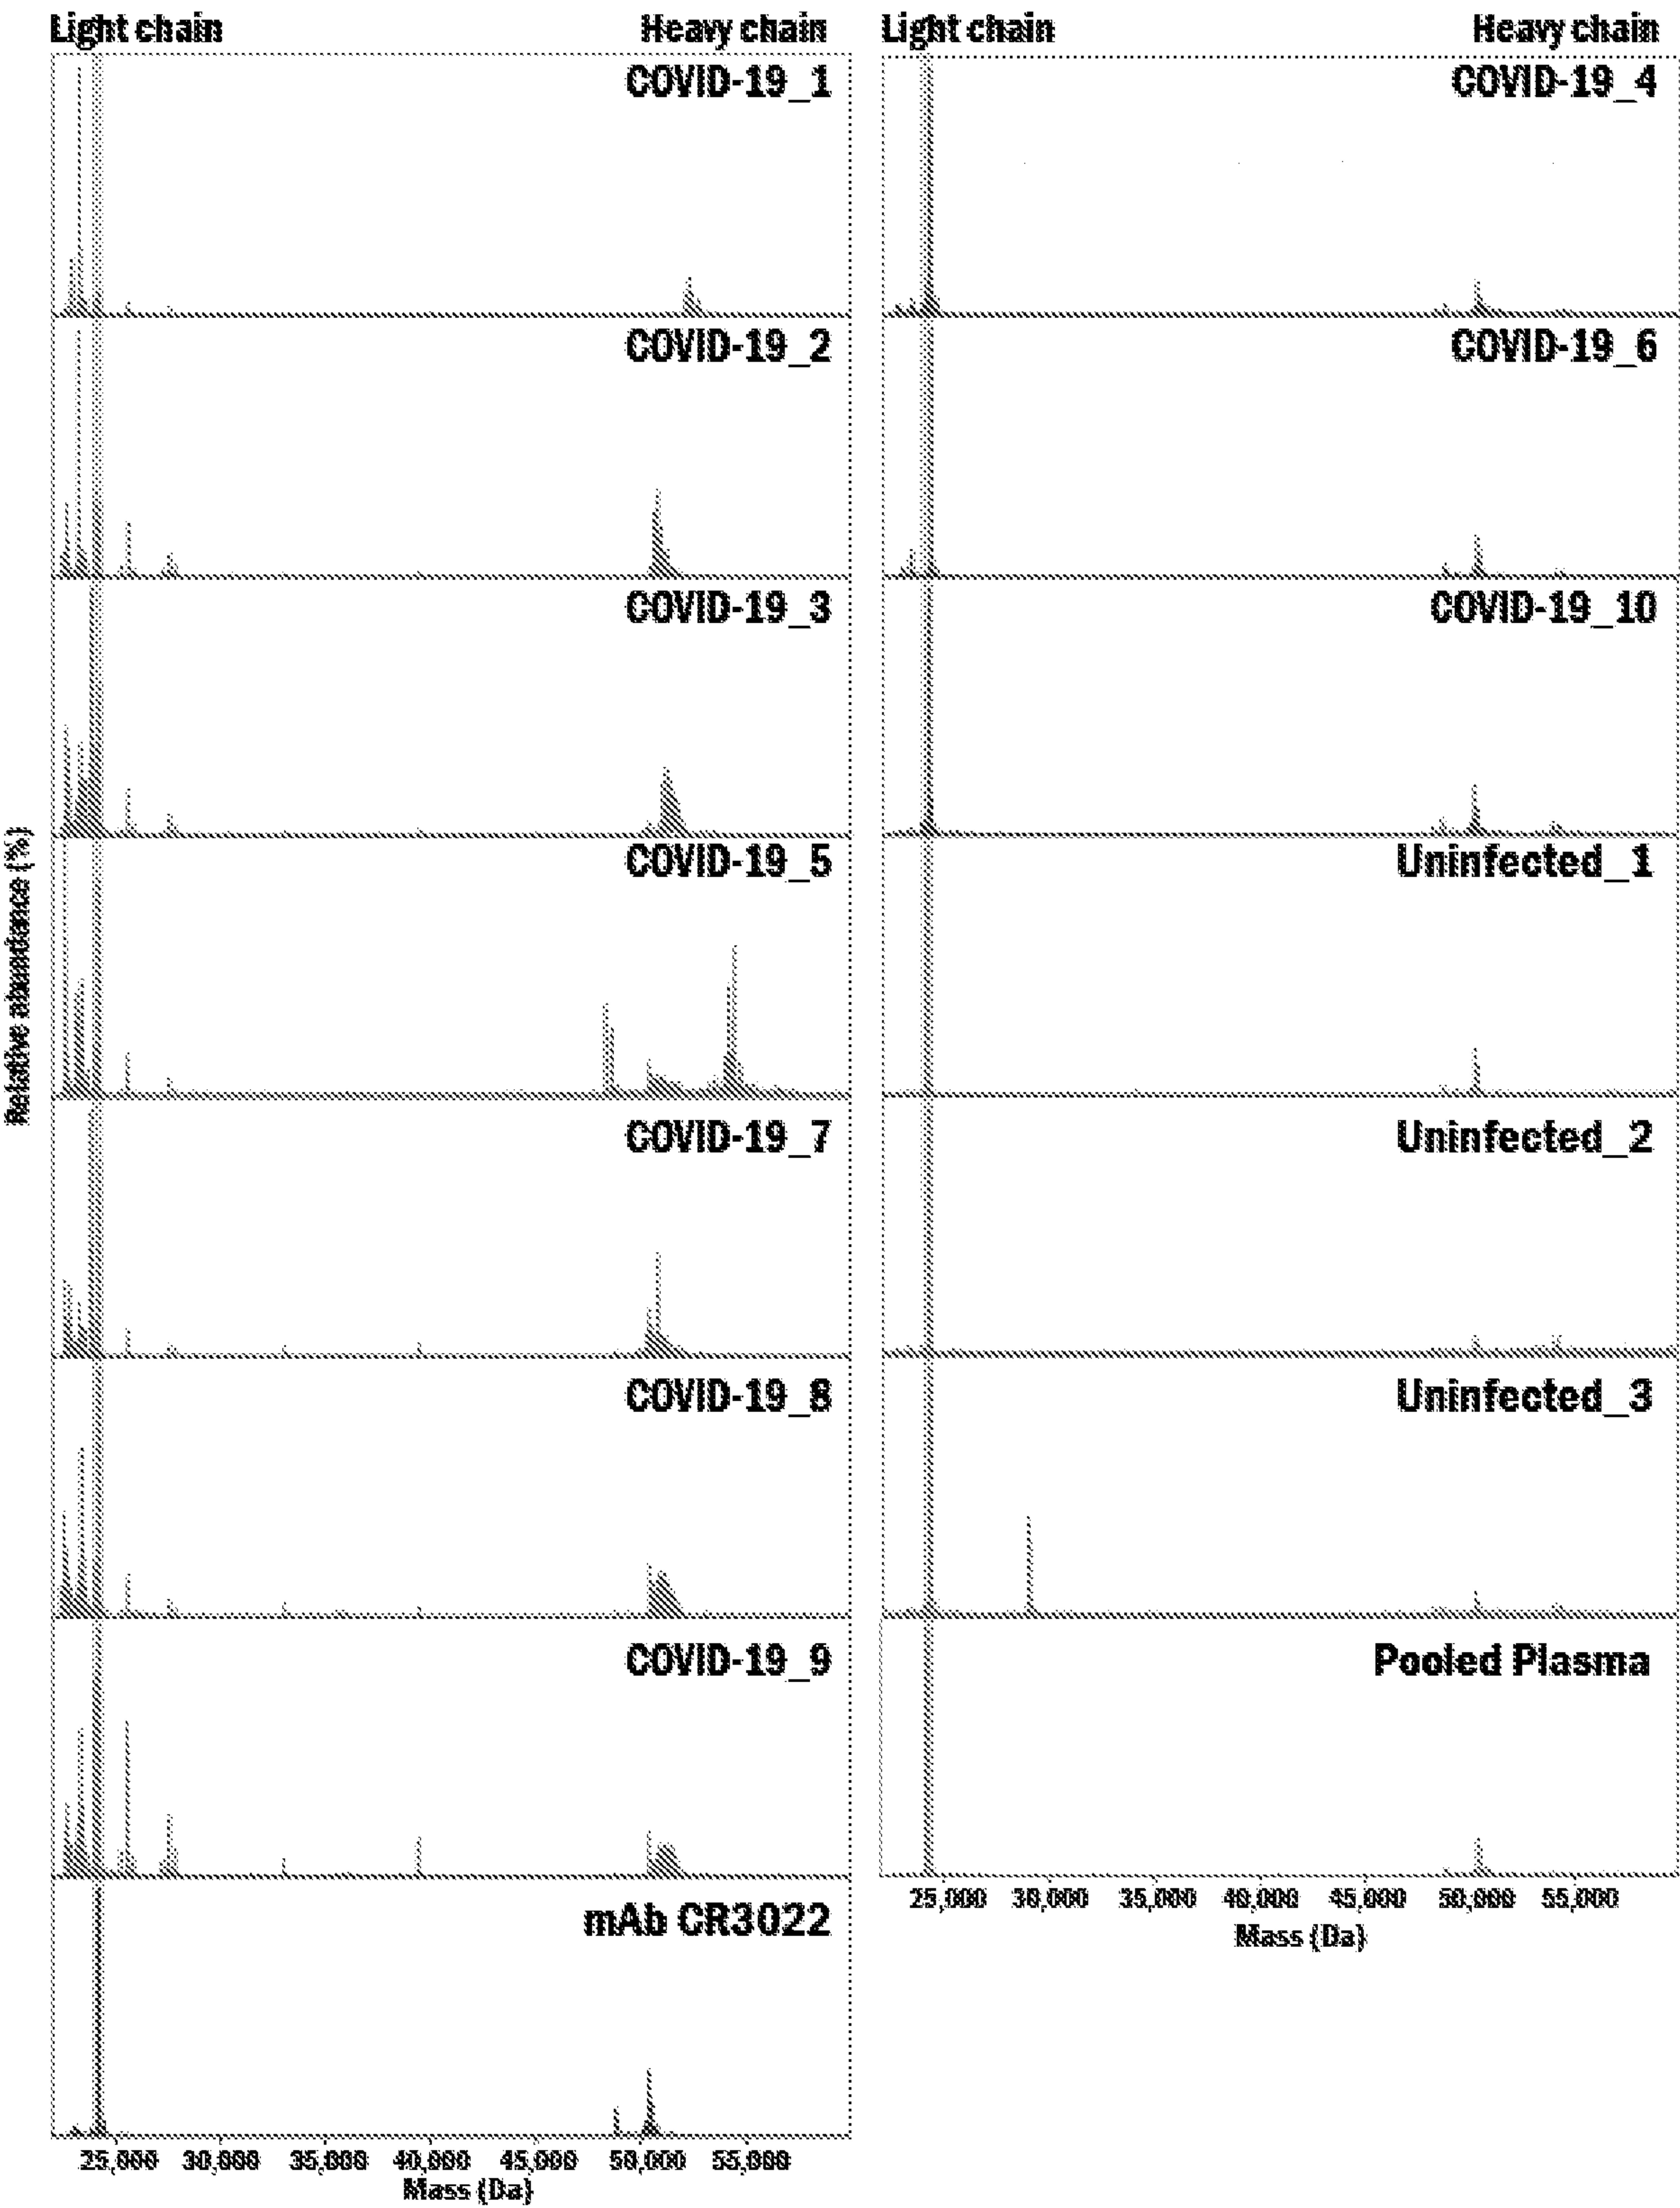 Light chain Heavy chain
COVID-19_1
COVID-19_2
COVID-19_3
COVID-19_5
COVID-19_7
COVID-19_8
COVID-19_9
mAb CR3022
Relative abundance (%)
25,000 30,000 35,000 40,000 45,000 50,000 55,000
Mass (Da)
Light chain Heavy chain
COVID-19_4
COVID-19_6
COVID-19_10
Uninfected_1
Uninfected_2
Uninfected_3
Pooled Plasma
25,000 30,000 35,000 40,000 45,000 50,000 55,000
Mass (Da)